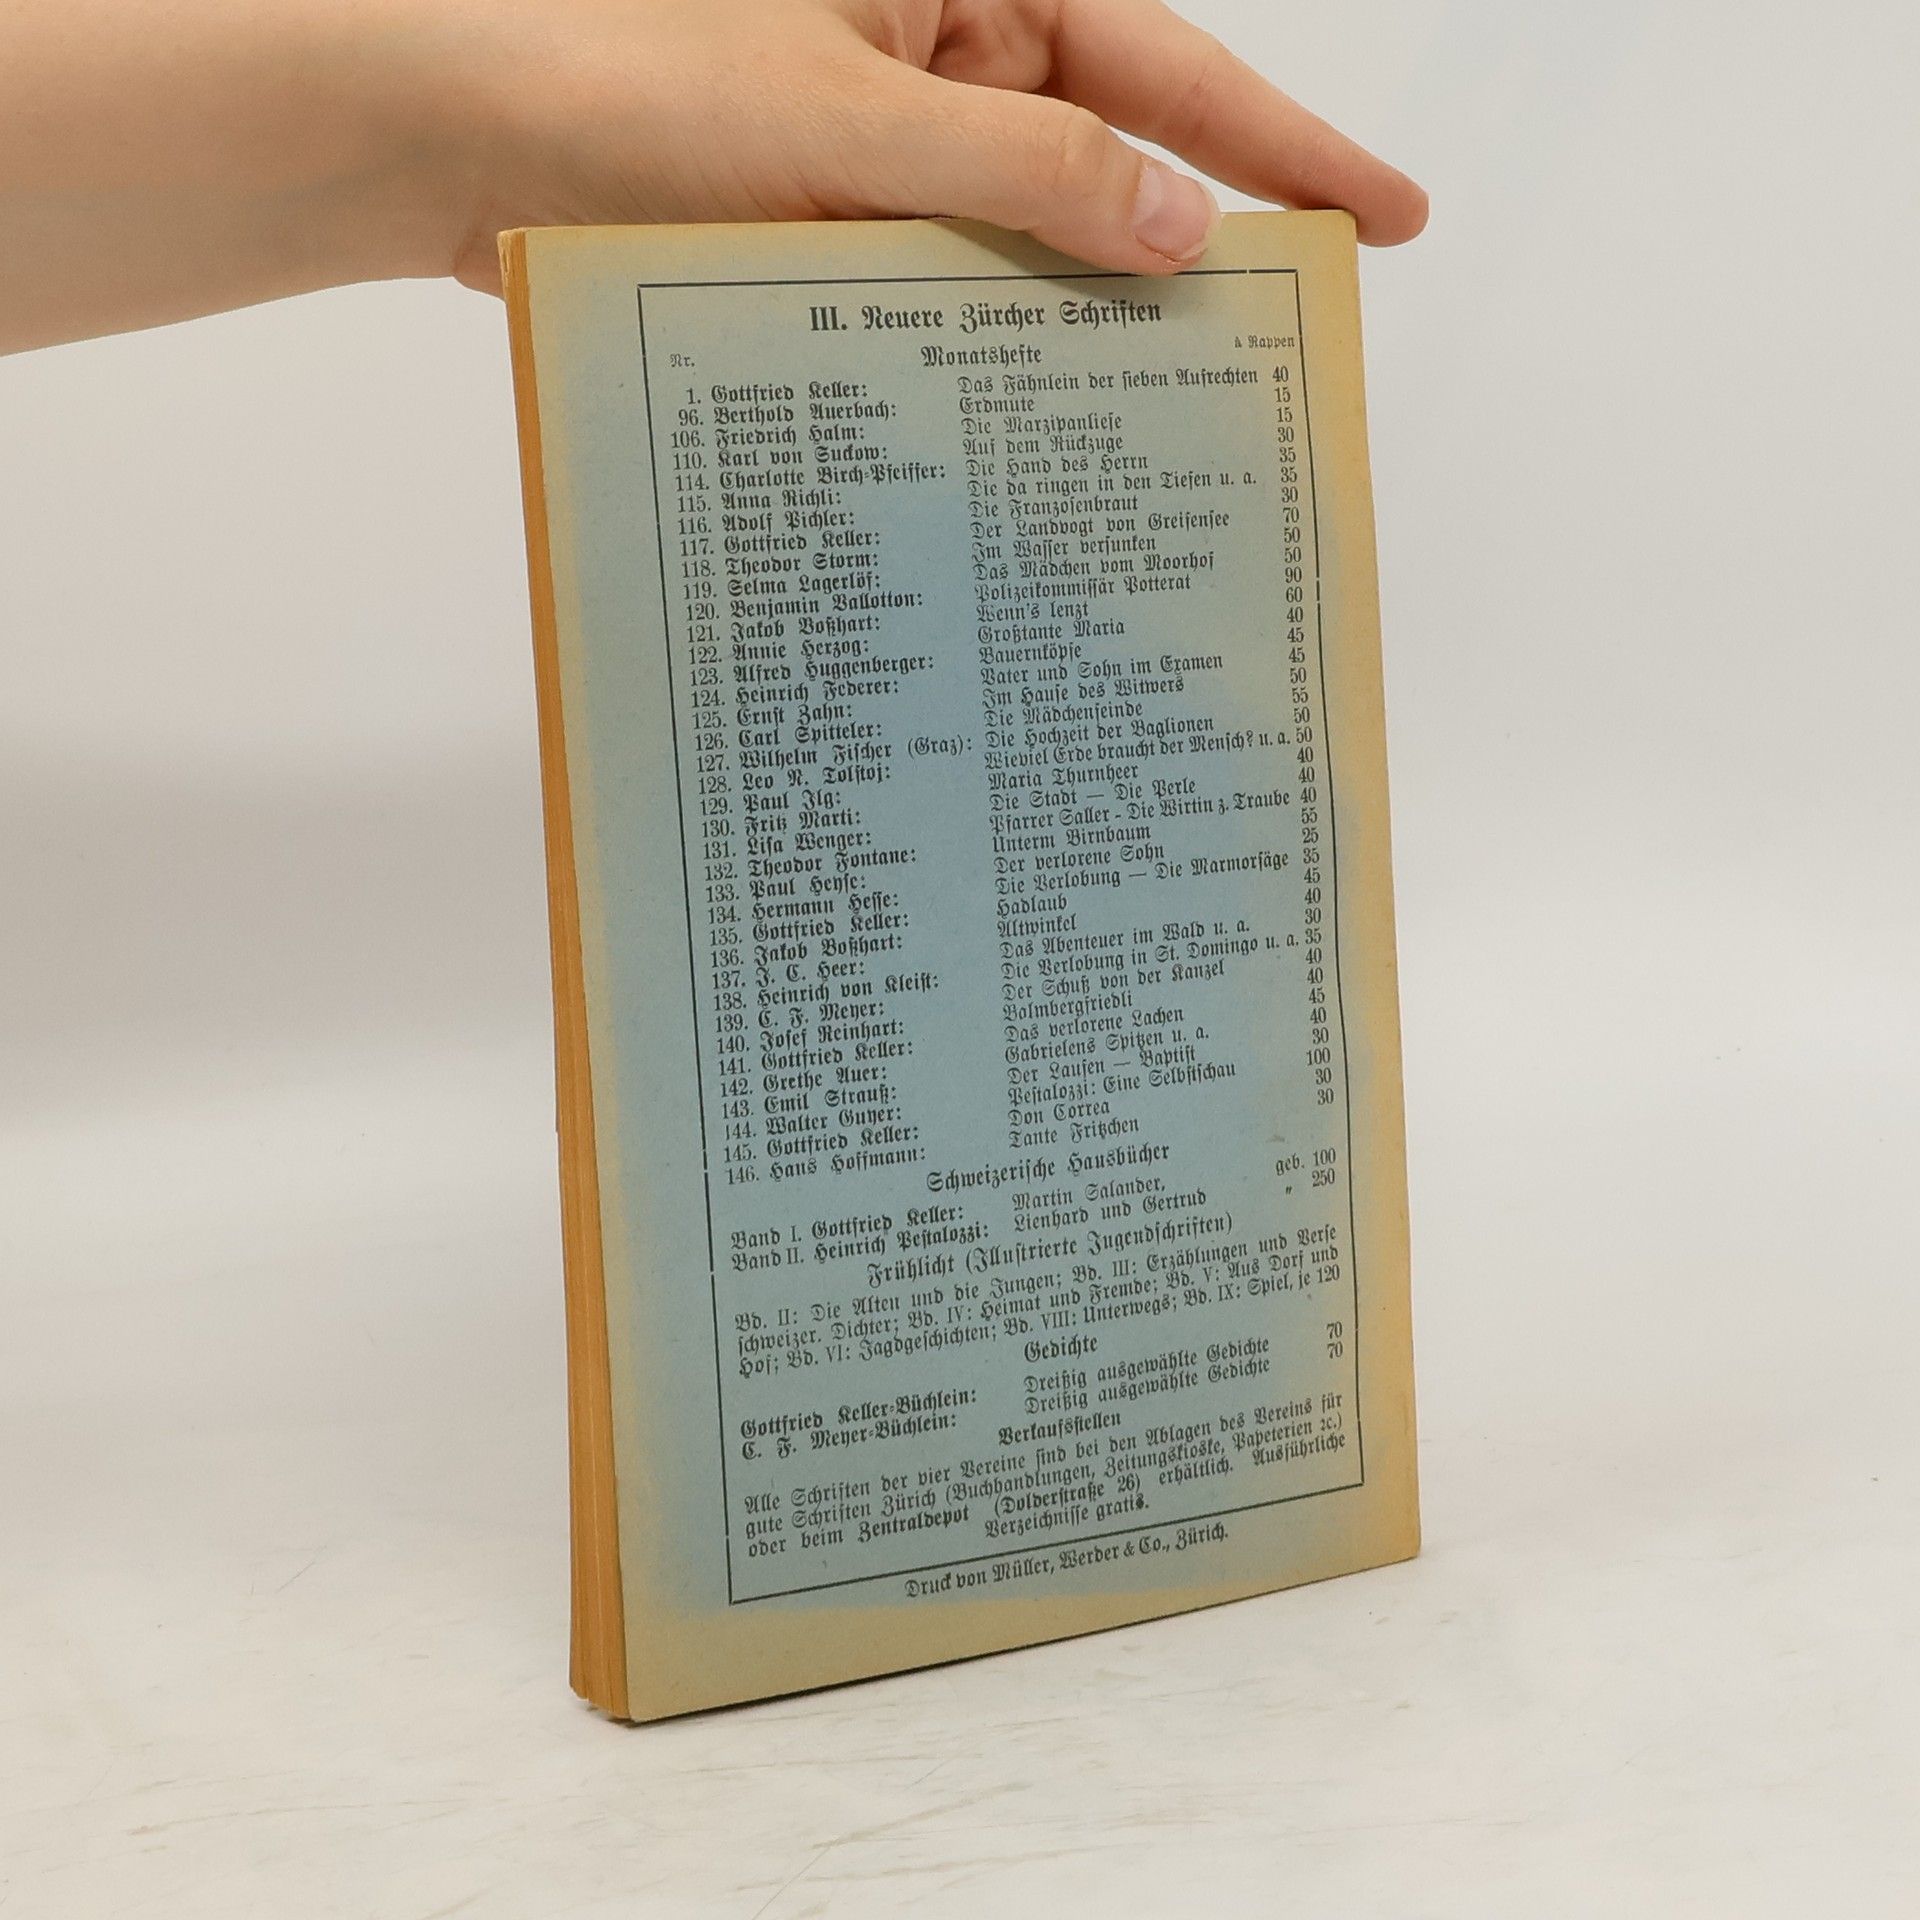 III. Neuere Zürcher Schriften
Nr. Monatshefte à Rappen
1. Gottfried Keller: Das Fähnlein der sieben Aufrechten 40
96. Berthold Auerbach: Erdmute 15
106. Friedrich Halm: Die Marzipanliese 15
110. Karl von Suckow: Auf dem Rückzuge 30
114. Charlotte Birch-Pfeiffer: Die Hand des Herrn 35
115. Anna Richli: Die da ringen in den Tiefen u. a. 35
116. Adolf Pichler: Die Franzosenbraut 30
117. Gottfried Keller: Der Landvogt von Greifensee 70
118. Theodor Storm: Im Wasser versunken 50
119. Selma Lagerlöf: Das Mädchen vom Moorhof 50
120. Benjamin Vallotton: Polizeikommissär Potterat 90
121. Jakob Boßhart: Wenn's lenzt 60
122. Annie Herzog: Großtante Maria 40
123. Alfred Huggenberger: Bauernköpfe 45
124. Heinrich Federer: Vater und Sohn im Examen 45
125. Ernst Zahn: Im Hause des Witwers 50
126. Carl Spitteler: Die Mädchenfeinde 55
127. Wilhelm Fischer (Graz): Die Hochzeit der Baglionen 50
128. Leo N. Tolstoj: Wieviel Erde braucht der Mensch? u. a. 50
129. Paul Ilg: Maria Thurnheer 40
130. Fritz Marti: Die Stadt — Die Perle 40
131. Lisa Wenger: Pfarrer Saller - Die Wirtin z. Traube 40
132. Theodor Fontane: Unterm Birnbaum 55
133. Paul Heyse: Der verlorene Sohn 25
134. Hermann Hesse: Die Verlobung — Die Marmorsäge 35
135. Gottfried Keller: Hadlaub 45
136. Jakob Boßhart: Altwinkel 40
137. J. C. Heer: Das Abenteuer im Wald u. a. 30
138. Heinrich von Kleist: Die Verlobung in St. Domingo u. a. 35
139. C. F. Meyer: Der Schuß von der Kanzel 40
140. Josef Reinhart: Balmbergfriedli 40
141. Gottfried Keller: Das verlorene Lachen 45
142. Grethe Auer: Gabrielens Spitzen u. a. 40
143. Emil Strauß: Der Laufen — Baptist 30
144. Walter Guyer: Pestalozzi: Eine Selbstschau 100
145. Gottfried Keller: Don Correa 30
146. Hans Hoffmann: Tante Fritzchen 30
Schweizerische Hausbücher
Band I. Gottfried Keller: Martin Salander, geb. 100
Band II. Heinrich Pestalozzi: Lienhard und Gertrud „ 250
Frühlicht (Illustrierte Jugendschriften)
Bd. II: Die Alten und die Jungen; Bd. III: Erzählungen und Verse
schweizer. Dichter; Bd. IV: Heimat und Fremde; Bd. V: Aus Dorf und
Hof; Bd. VI: Jagdgeschichten; Bd. VIII: Unterwegs; Bd. IX: Spiel, je 120
Gedichte
Gottfried Keller-Büchlein: Dreißig ausgewählte Gedichte 70
C. F. Meyer-Büchlein: Dreißig ausgewählte Gedichte 70
Verkaufsstellen
Alle Schriften der vier Vereine sind bei den Ablagen des Vereins für
gute Schriften Zürich (Buchhandlungen, Zeitungskioske, Papeterien ꝛc.)
oder beim Zentraldepot (Dolderstraße 26) erhältlich. Ausführliche
Verzeichnisse gratis.
Druck von Müller, Werder & Co., Zürich.